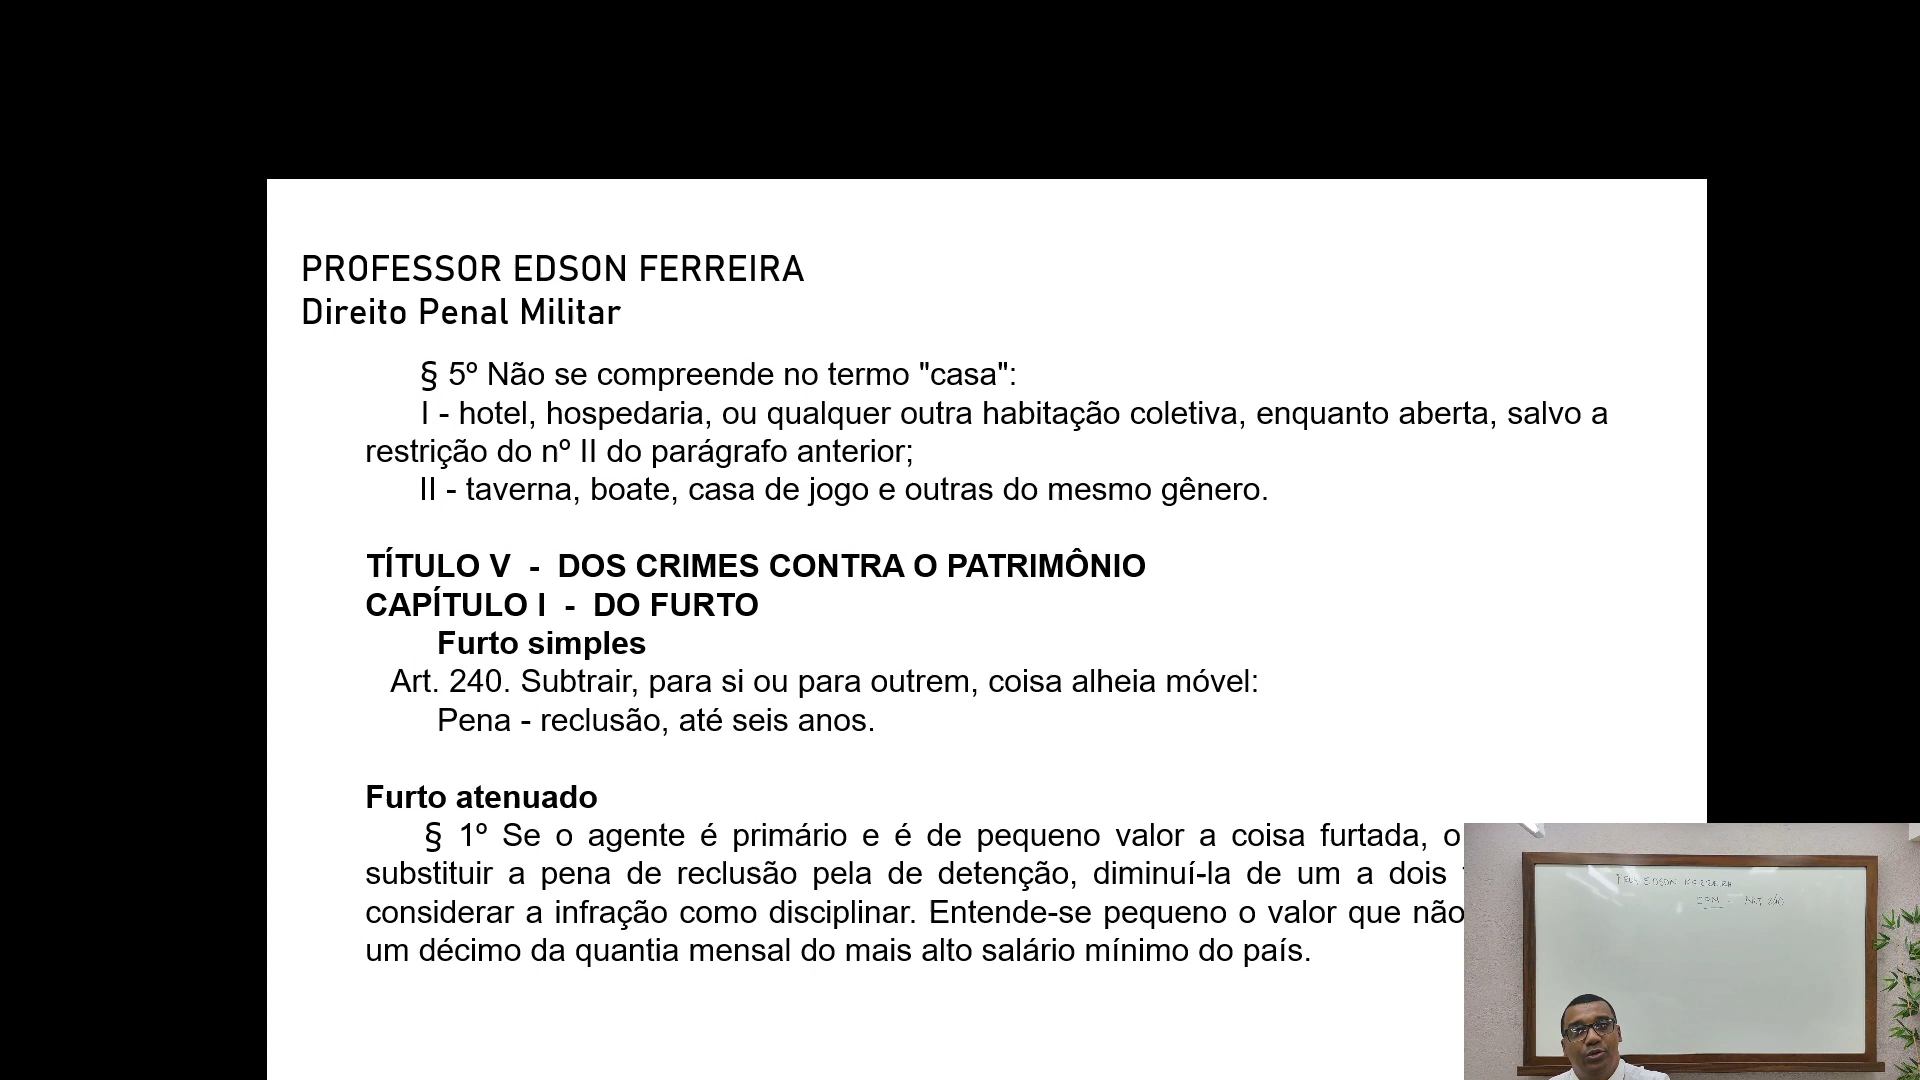 PROFESSOR EDSON FERREIRA
Direito Penal Militar
§ 5º Não se compreende no termo "casa":
I - hotel, hospedaria, ou qualquer outra habitação coletiva, enquanto aberta, salvo a
restrição do nº II do parágrafo anterior;
II - taverna, boate, casa de jogo e outras do mesmo gênero.
TÍTULO V - DOS CRIMES CONTRA O PATRIMÔNIO
CAPÍTULO I - DO FURTO
Furto simples
Art. 240. Subtrair, para si ou para outrem, coisa alheia móvel:
Pena - reclusão, até seis anos.
Furto atenuado
§ 1º Se o agente é primário e é de pequeno valor a coisa furtada, o
substituir a pena de reclusão pela de detenção, diminuí-la de um a dois
considerar a infração como disciplinar. Entende-se pequeno o valor que não
um décimo da quantia mensal do mais alto salário mínimo do país.
EDSON FERREIRA
CPM - ART. 240